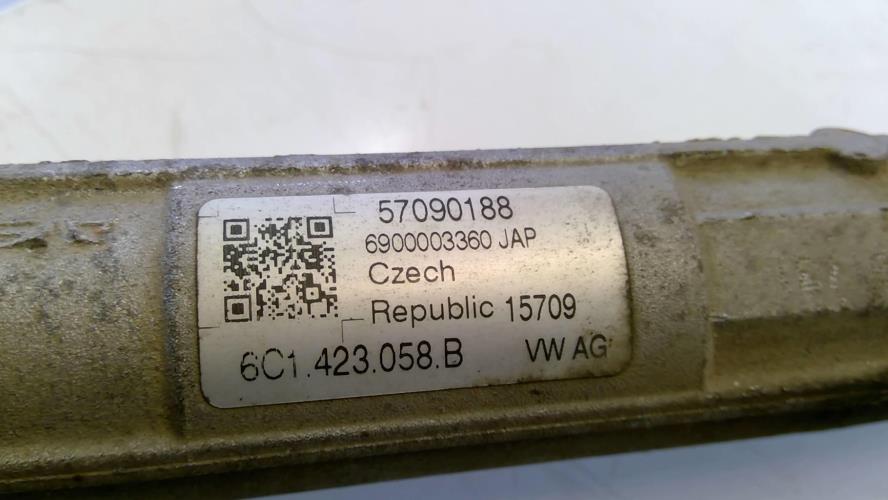 57090188
6900003360 JAP
Czech
Republic 15709
6C1.423.058.B VW AG